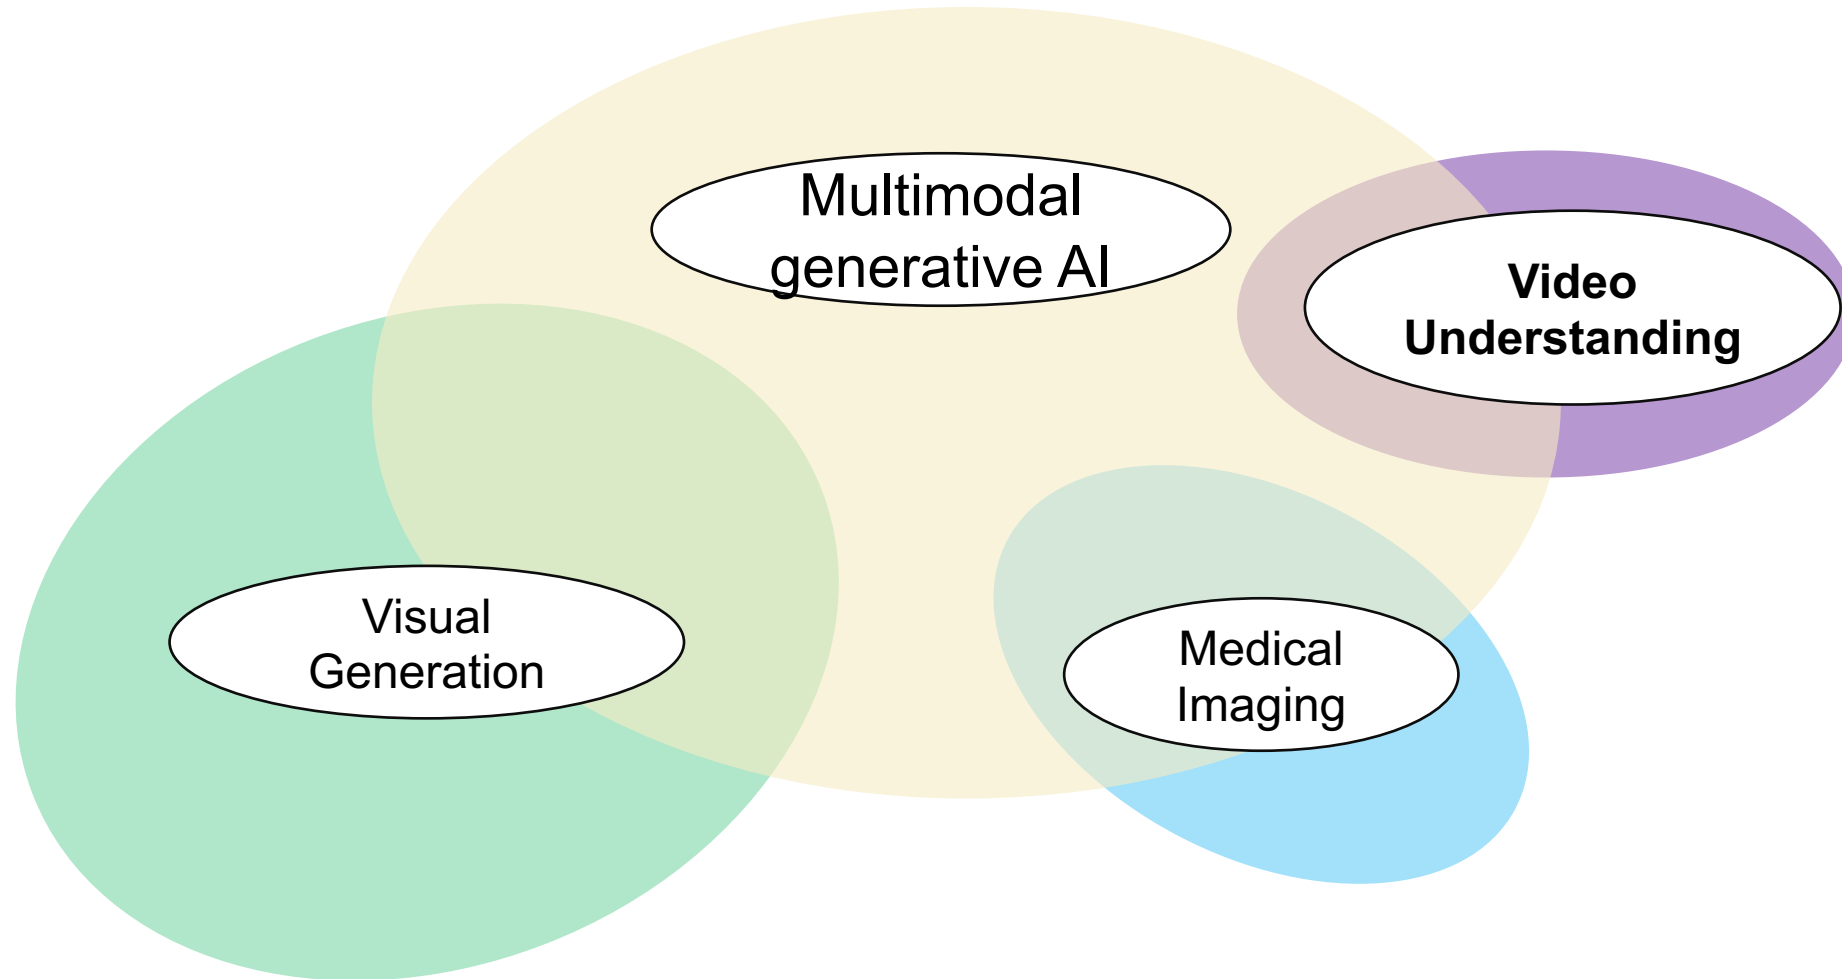 Multimodal
generative AI
Video
Understanding
Visual
Generation
Medical
Imaging